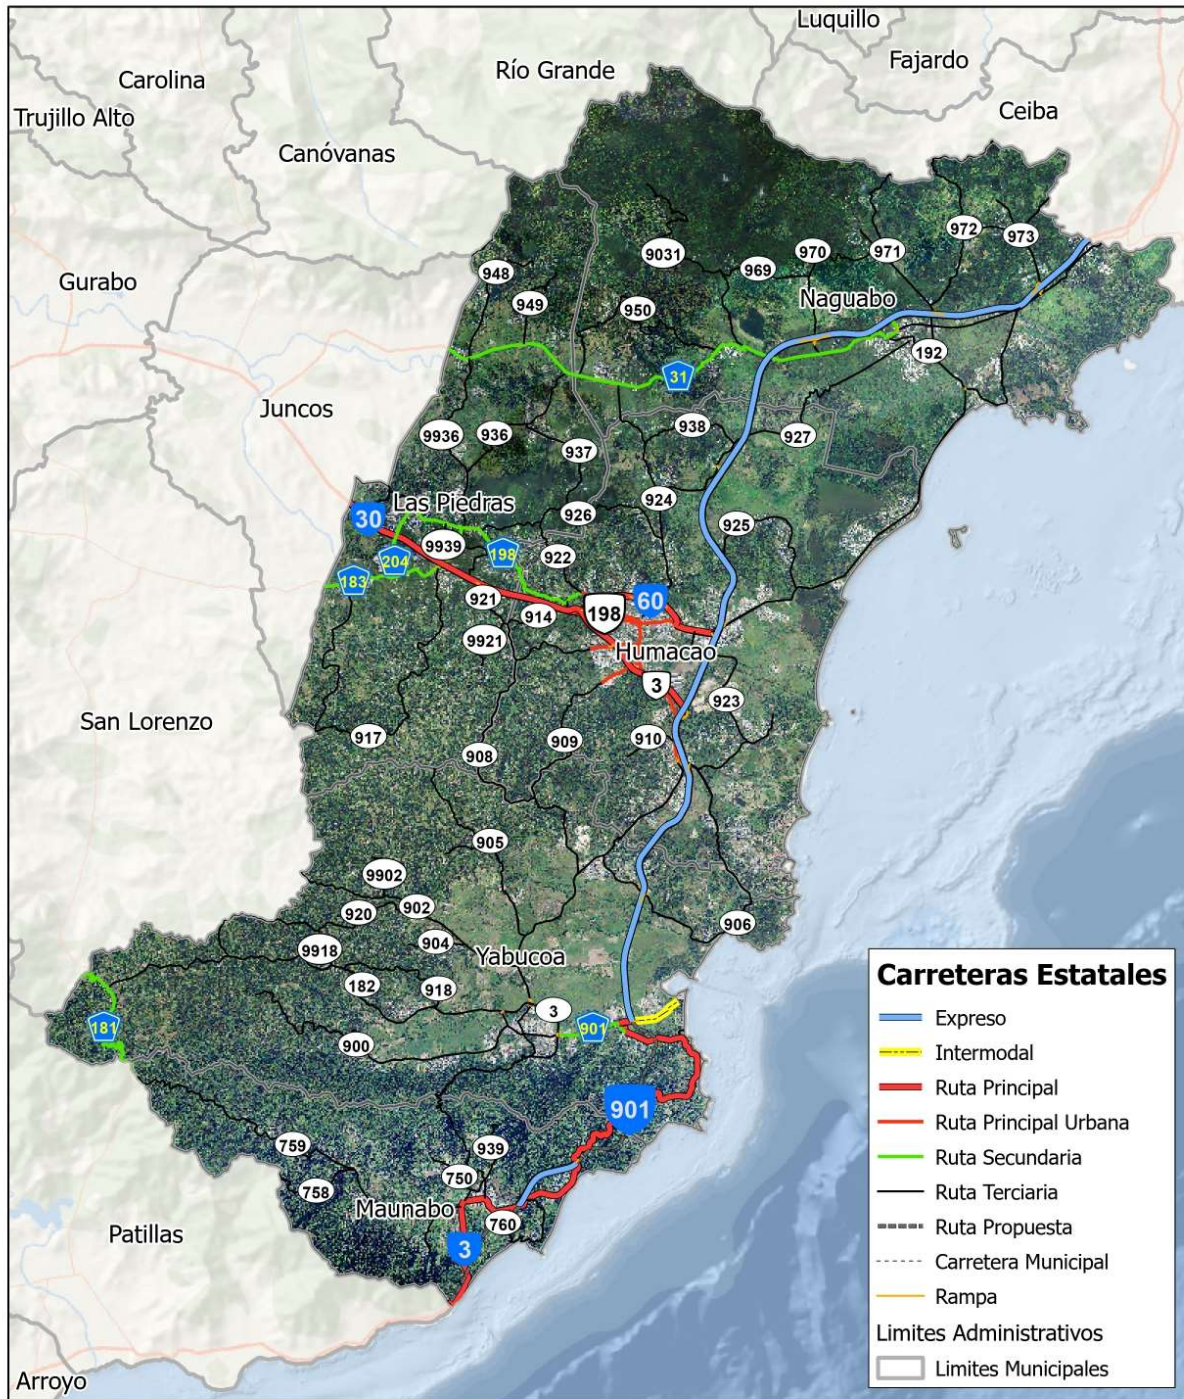 Luquillo
Fajardo
Río Grande
Carolina
Ceiba
Trujillo Alto
Canóvanas
972
973
970
971
9031
969
948
Gurabo
949
950
Naguabo
192
31
Juncos
938
9936
936
927
937
Las Piedras
924
926
30
925
9939
198
922
204
183
921
60
914
198
9921
Humacao
3
923
San Lorenzo
917
910
909
908
905
9902
920
902
906
904
9918
Yabucoa
182
918
3
181
901
900
901
759
939
750
758
Maunabo
760
Patillas
3
Arroyo
Carreteras Estatales
Expreso
Intermodal
Ruta Principal
Ruta Principal Urbana
Ruta Secundaria
Ruta Terciaria
Ruta Propuesta
Carretera Municipal
Rampa
Limites Administrativos
Limites Municipales